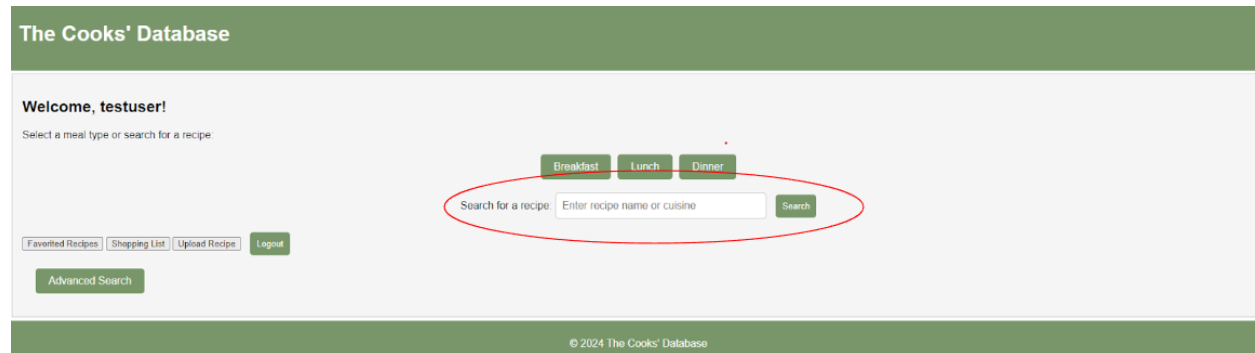 The Cooks' Database
Welcome, testuser!
Select a meal type or search for a recipe:
Breakfast Lunch Dinner
Search for a recipe: Enter recipe name or cuisine Search
Favorited Recipes Shopping List Upload Recipe Logout
Advanced Search
© 2024 The Cooks' Database